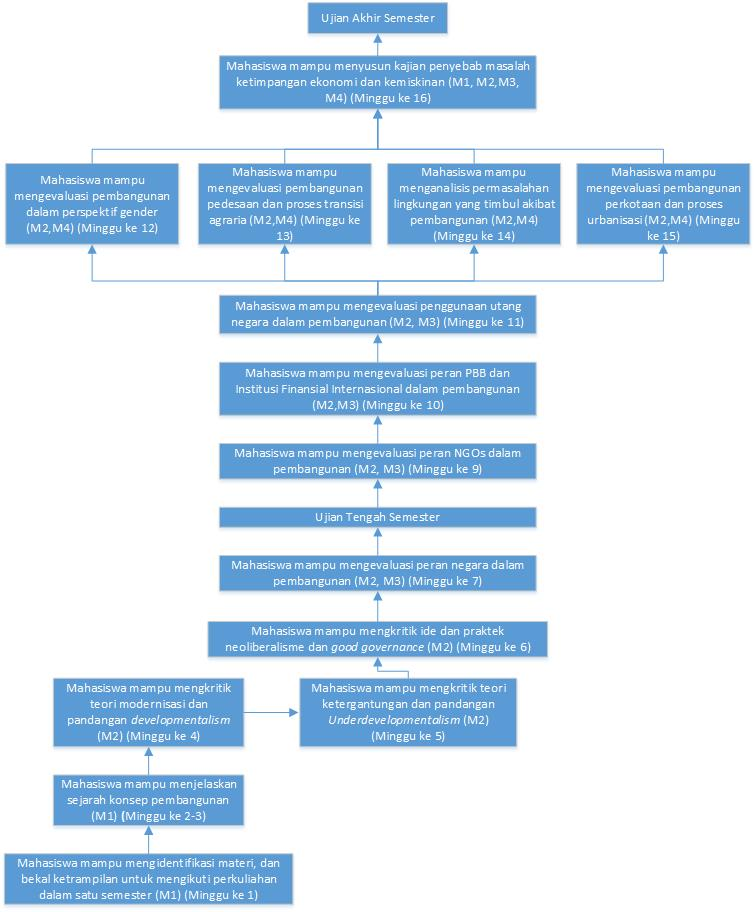 Ujian Akhir Semester
Mahasiswa mampu menyusun kajian penyebab masalah
ketimpangan ekonomi dan kemiskinan (M1, M2,M3,
M4) (Minggu ke 16)
Mahasiswa mampu
mengevaluasi pembangunan
dalam perspektif gender
(M2,M4) (Minggu ke 12)
Mahasiswa mampu
mengevaluasi pembangunan
pedesaan dan proses transisi
agraria (M2,M4) (Minggu ke
13)
Mahasiswa mampu
menganalisis permasalahan
lingkungan yang timbul akibat
pembangunan (M2,M4)
(Minggu ke 14)
Mahasiswa mampu
mengevaluasi pembangunan
perkotaan dan proses
urbanisasi (M2,M4) (Minggu
ke 15)
Mahasiswa mampu mengevaluasi penggunaan utang
negara dalam pembangunan (M2, M3) (Minggu ke 11)
Mahasiswa mampu mengevaluasi peran PBB dan
Institusi Finansial Internasional dalam pembangunan
(M2,M3) (Minggu ke 10)
Mahasiswa mampu mengevaluasi peran NGOs dalam
pembangunan (M2, M3) (Minggu ke 9)
Ujian Tengah Semester
Mahasiswa mampu mengevaluasi peran negara dalam
pembangunan (M2, M3) (Minggu ke 7)
Mahasiswa mampu mengkritik ide dan praktek
neoliberalisme dan good governance (M2) (Minggu ke 6)
Mahasiswa mampu mengkritik
teori modernisasi dan
pandangan developmentalism
(M2) (Minggu ke 4)
Mahasiswa mampu mengkritik teori
ketergantungan dan pandangan
Underdevelopmentalism (M2)
(Minggu ke 5)
Mahasiswa mampu menjelaskan
sejarah konsep pembangunan
(M1) (Minggu ke 2-3)
Mahasiswa mampu mengidentifikasi materi, dan
bekal ketrampilan untuk mengikuti perkuliahan
dalam satu semester (M1) (Minggu ke 1)